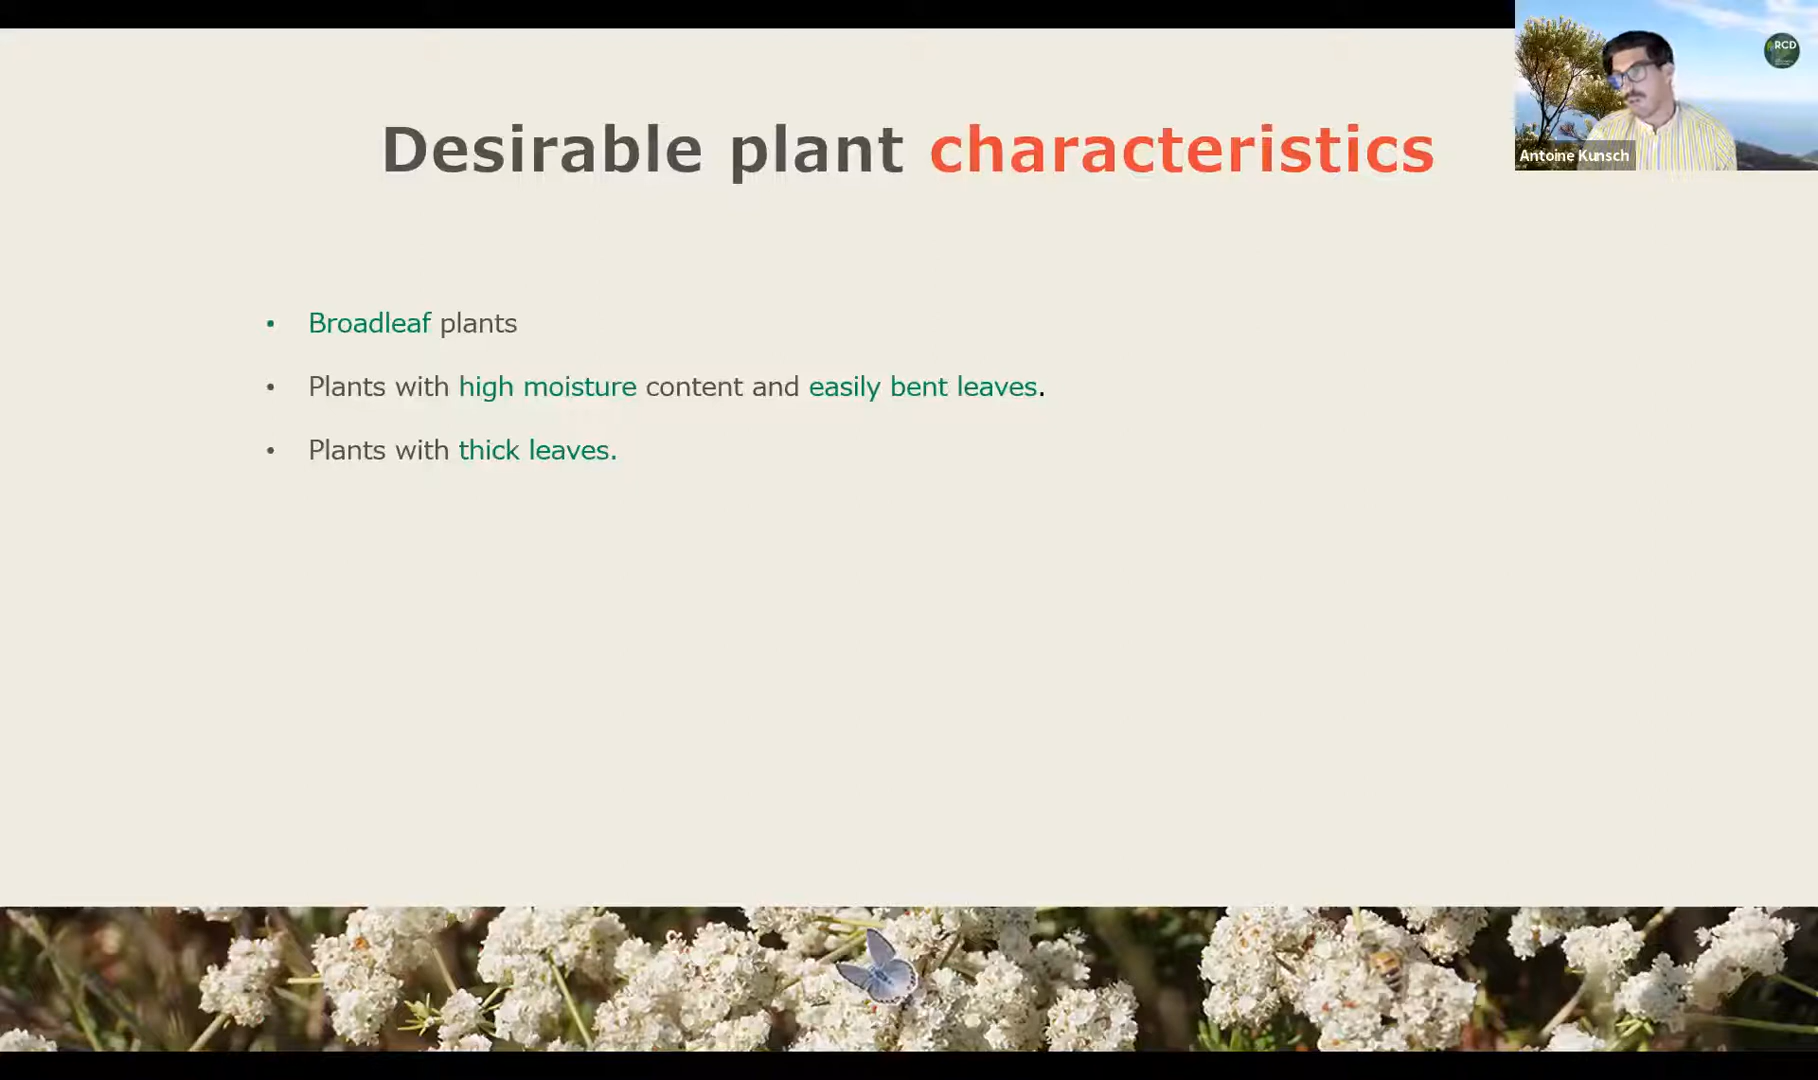 Desirable plant characteristics
RCD
Antoine Kunsch
• Broadleaf plants
• Plants with high moisture content and easily bent leaves.
• Plants with thick leaves.